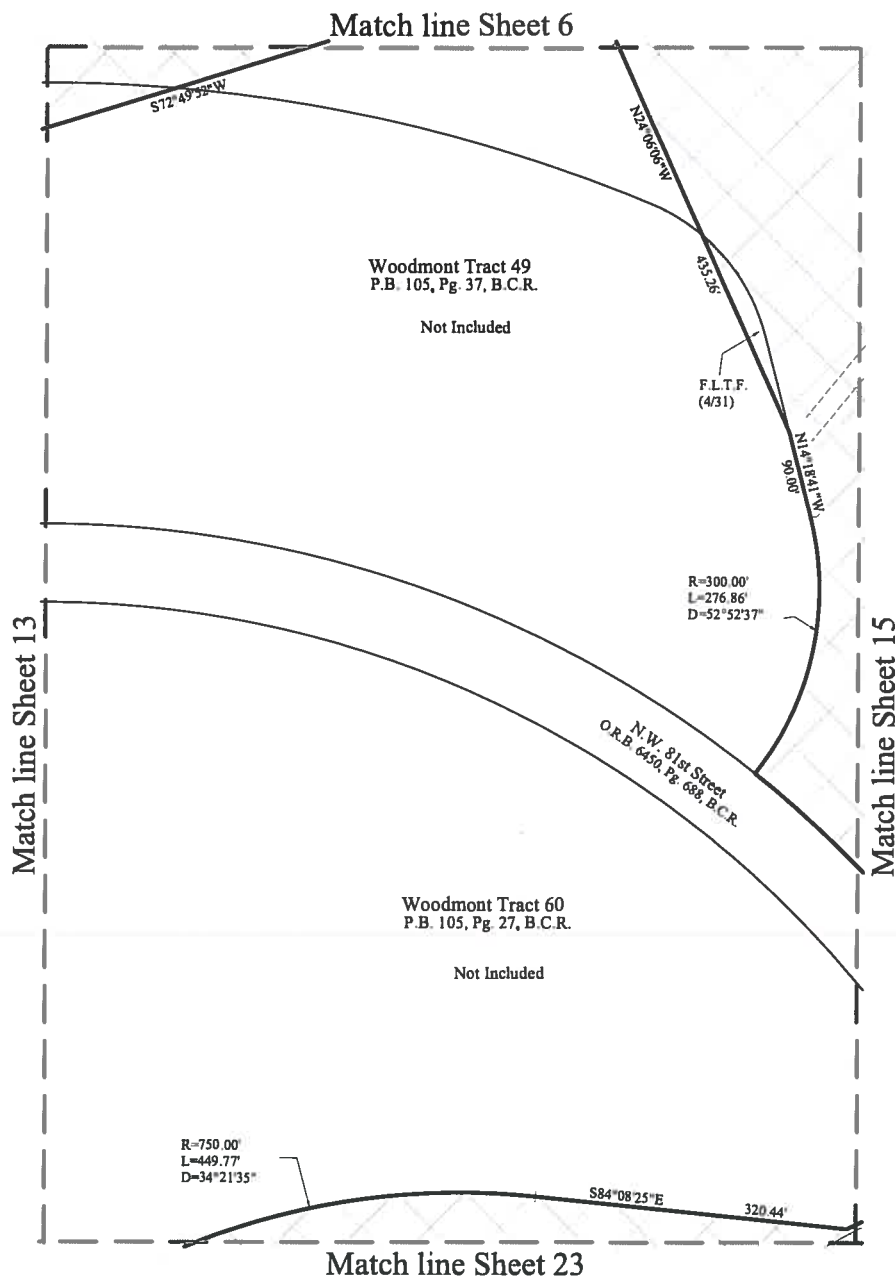 Match line Sheet 6
S72°49'52"W
N24°06'06"W
435.26'
Woodmont Tract 49
P.B. 105, Pg. 37, B.C.R.
Not Included
F.L.T.F.
(4/31)
N14°18'41"W
90.00'
R=300.00'
L=276.86'
D=52°52'37"
Match line Sheet 13
Match line Sheet 15
N.W. 81st Street
O.R.B. 6450, Pg. 688, B.C.R.
Woodmont Tract 60
P.B. 105, Pg. 27, B.C.R.
Not Included
R=750.00'
L=449.77'
D=34°21'35"
S84°08'25"E
320.44'
Match line Sheet 23